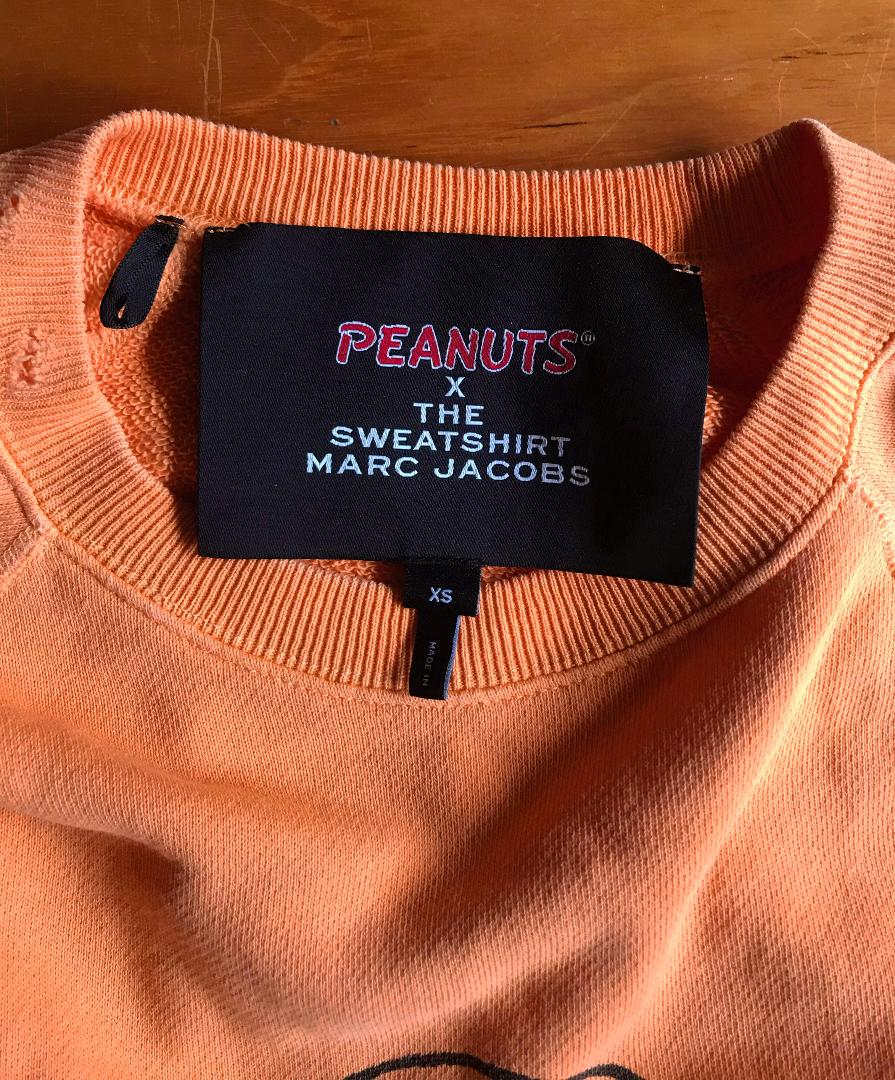 PEANUTS®
X
THE
SWEATSHIRT
MARC JACOBS
XS
MADE IN